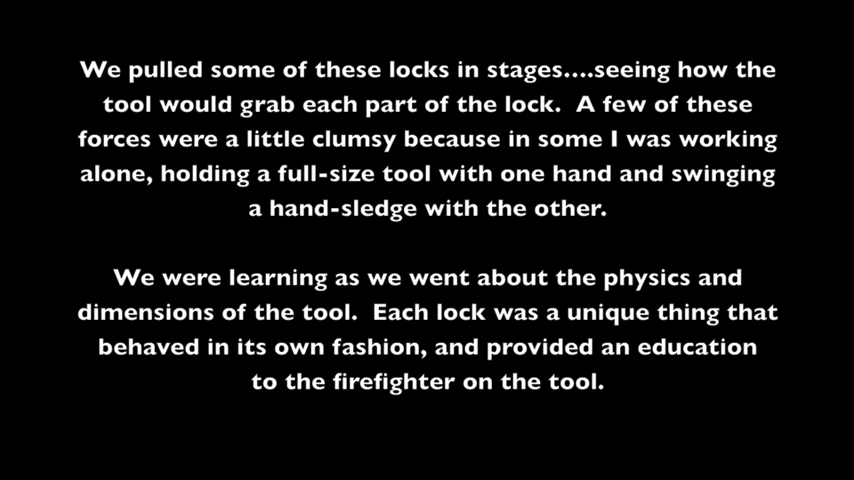 We pulled some of these locks in stages....seeing how the
tool would grab each part of the lock.  A few of these
forces were a little clumsy because in some I was working
alone, holding a full-size tool with one hand and swinging
a hand-sledge with the other.
We were learning as we went about the physics and
dimensions of the tool.  Each lock was a unique thing that
behaved in its own fashion, and provided an education
to the firefighter on the tool.